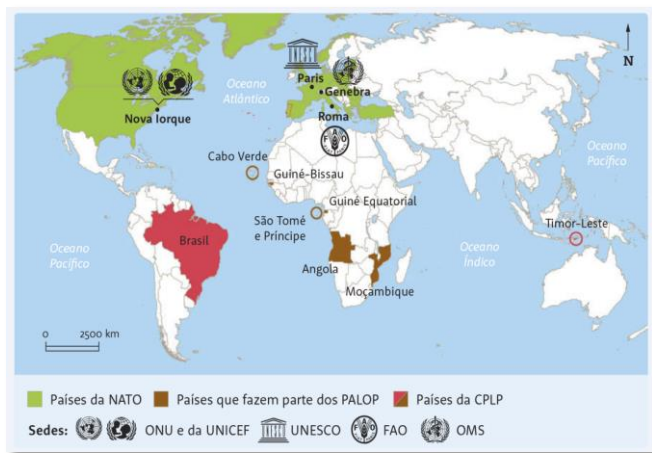 N
Paris
Genebra
Oceano
Atlântico
Nova Iorque
Roma
FAO
Oceano
Pacífico
Cabo Verde
Guiné-Bissau
Guiné Equatorial
São Tomé
e Príncipe
Timor-Leste
Brasil
Oceano
Pacífico
Angola
Oceano
Índico
Moçambique
0 2500 km
Países da NATO Países que fazem parte dos PALOP Países da CPLP
Sedes: ONU e da UNICEF UNESCO FAO OMS